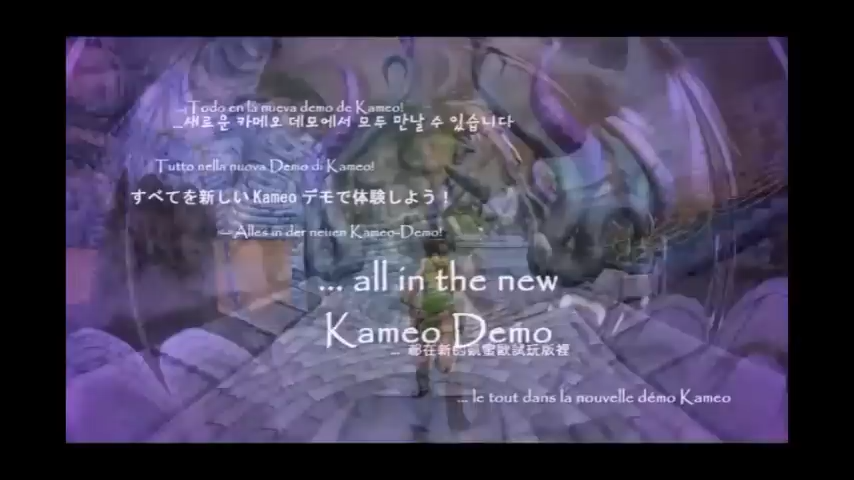 ... Todo en la nueva demo de Kameo!
...새로운 카메오 데모에서 모두 만날 수 있습니다
Tutto nella nuova Demo di Kameo!
すべてを新しい Kameo デモで体験しよう！
— Alles in der neuen Kameo-Demo!
... all in the new
Kameo Demo
... 都在新的凱蜜歐試玩版裡
... le tout dans la nouvelle démo Kameo